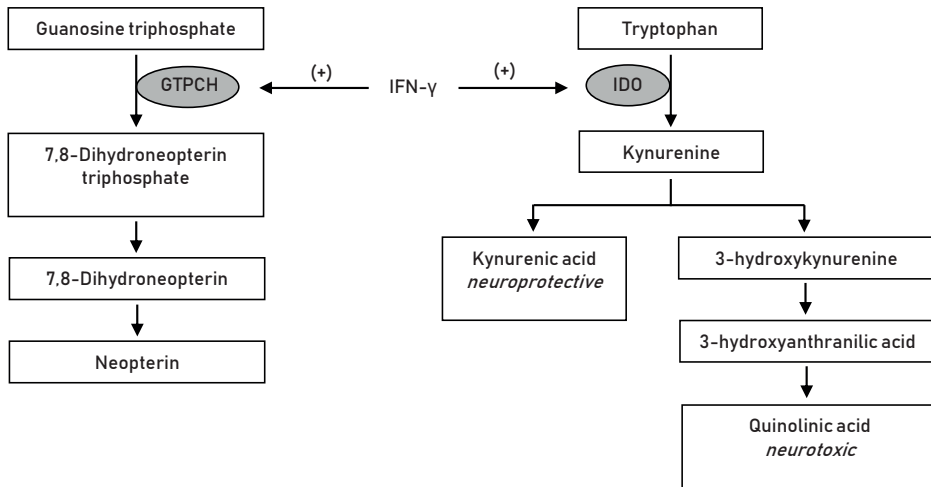 Guanosine triphosphate
Tryptophan
GTPCH
(+)
IFN-γ
(+)
IDO
7,8-Dihydroneopterin
triphosphate
Kynurenine
7,8-Dihydroneopterin
Kynurenic acid
neuroprotective
3-hydroxykynurenine
Neopterin
3-hydroxyanthranilic acid
Quinolinic acid
neurotoxic